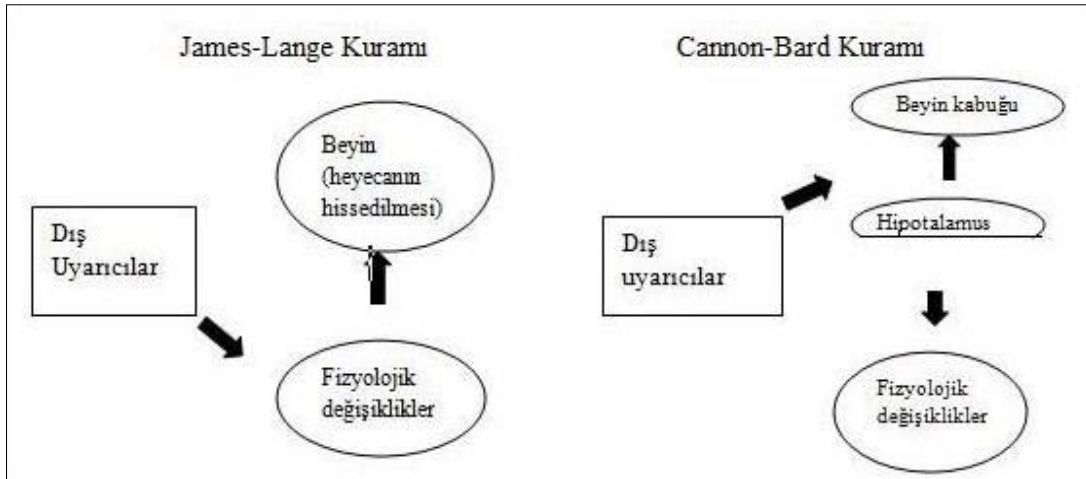 James-Lange Kuramı
Beyin
(heyecanın
hissedilmesi)
Dış
Uyarıcılar
Fizyolojik
değişiklikler
Cannon-Bard Kuramı
Beyin kabuğu
Hipotalamus
Dış
uyarıcılar
Fizyolojik
değişiklikler